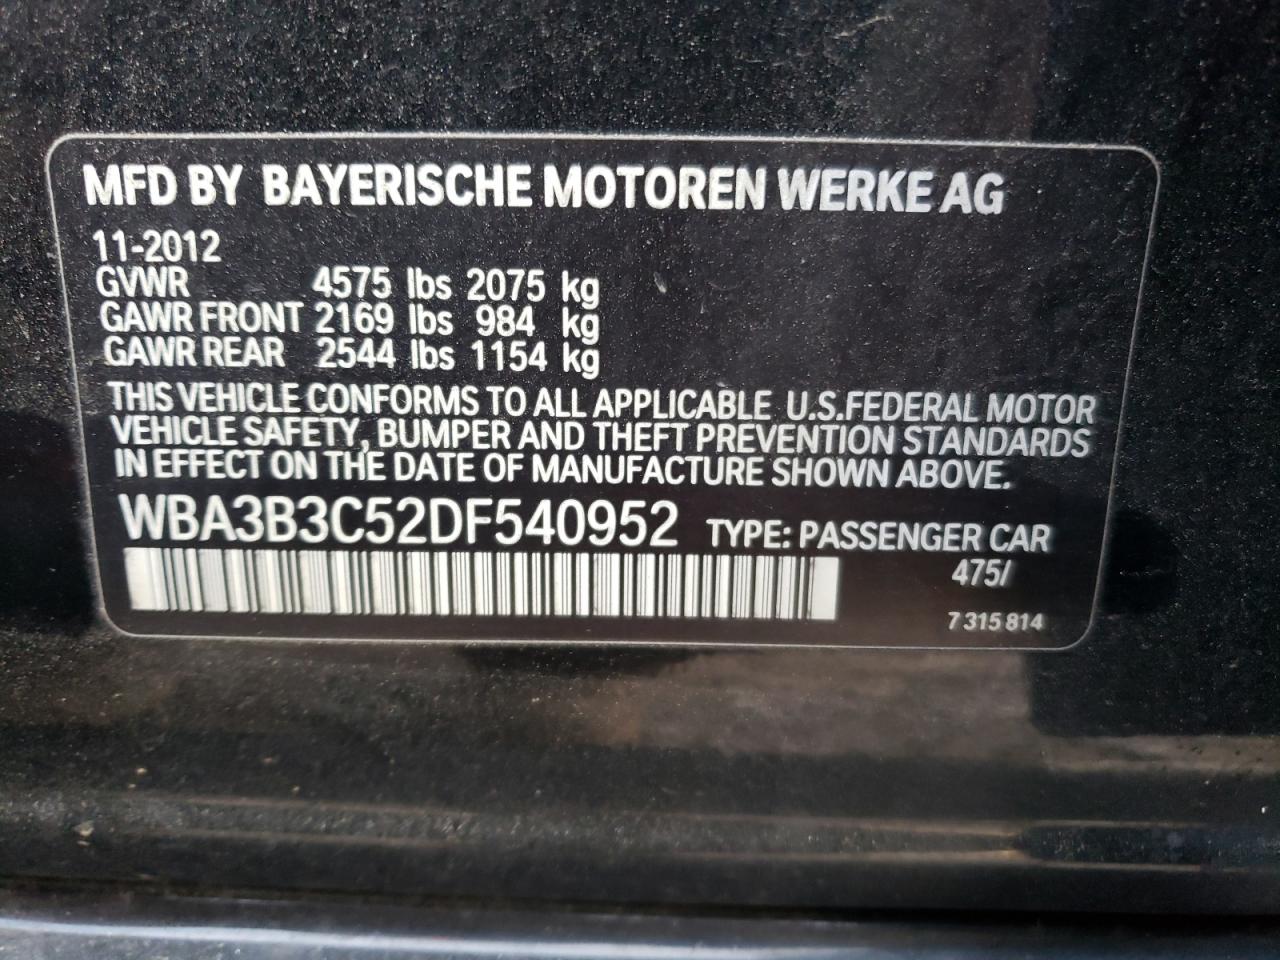 MFD BY BAYERISCHE MOTOREN WERKE AG
11-2012
GVWR 4575 lbs 2075 kg
GAWR FRONT 2169 lbs 984 kg
GAWR REAR 2544 lbs 1154 kg
THIS VEHICLE CONFORMS TO ALL APPLICABLE U.S.FEDERAL MOTOR
VEHICLE SAFETY, BUMPER AND THEFT PREVENTION STANDARDS
IN EFFECT ON THE DATE OF MANUFACTURE SHOWN ABOVE.
WBA3B3C52DF540952 TYPE: PASSENGER CAR
475/
7 315 814